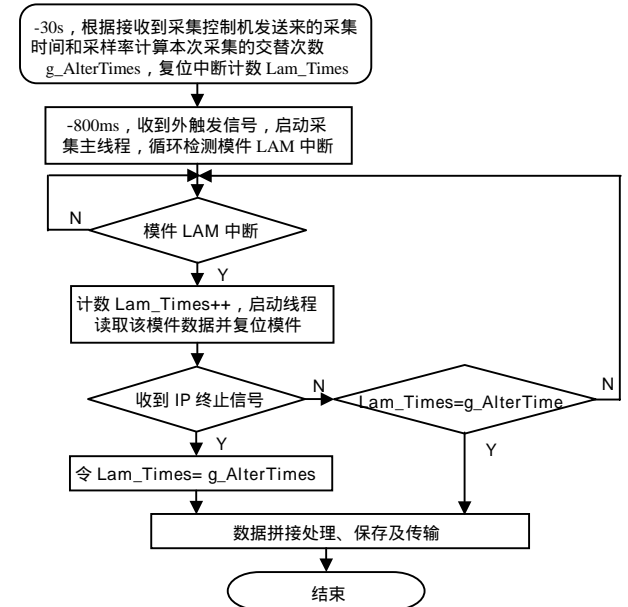 -30s，根据接收到采集控制机发送来的采集
时间和采样率计算本次采集的交替次数
g_AlterTimes，复位中断计数 Lam_Times
-800ms，收到外触发信号，启动采
集主线程，循环检测模件 LAM 中断
N
模件 LAM 中断
Y
计数 Lam_Times++，启动线程
读取该模件数据并复位模件
收到 IP 终止信号
N
Lam_Times=g_AlterTime
N
Y
Y
令 Lam_Times= g_AlterTimes
数据拼接处理、保存及传输
结束